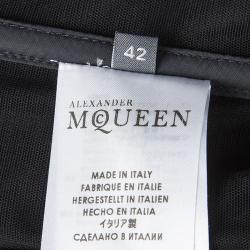 42
ALEXANDER
McQUEEN
MADE IN ITALY
FABRIQUE EN ITALIE
HERGESTELLT IN ITALIEN
HECHO EN ITALIA
イタリア製
СДЕЛАНО В ИТАЛИИ